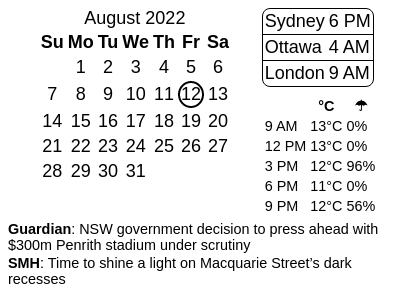 August 2022
Su Mo Tu We Th Fr Sa
1 2 3 4 5 6
7 8 9 10 11 12 13
14 15 16 17 18 19 20
21 22 23 24 25 26 27
28 29 30 31
Sydney 6 PM
Ottawa 4 AM
London 9 AM
°C ☂
9 AM 13°C 0%
12 PM 13°C 0%
3 PM 12°C 96%
6 PM 11°C 0%
9 PM 12°C 56%
Guardian: NSW government decision to press ahead with
$300m Penrith stadium under scrutiny
SMH: Time to shine a light on Macquarie Street’s dark
recesses